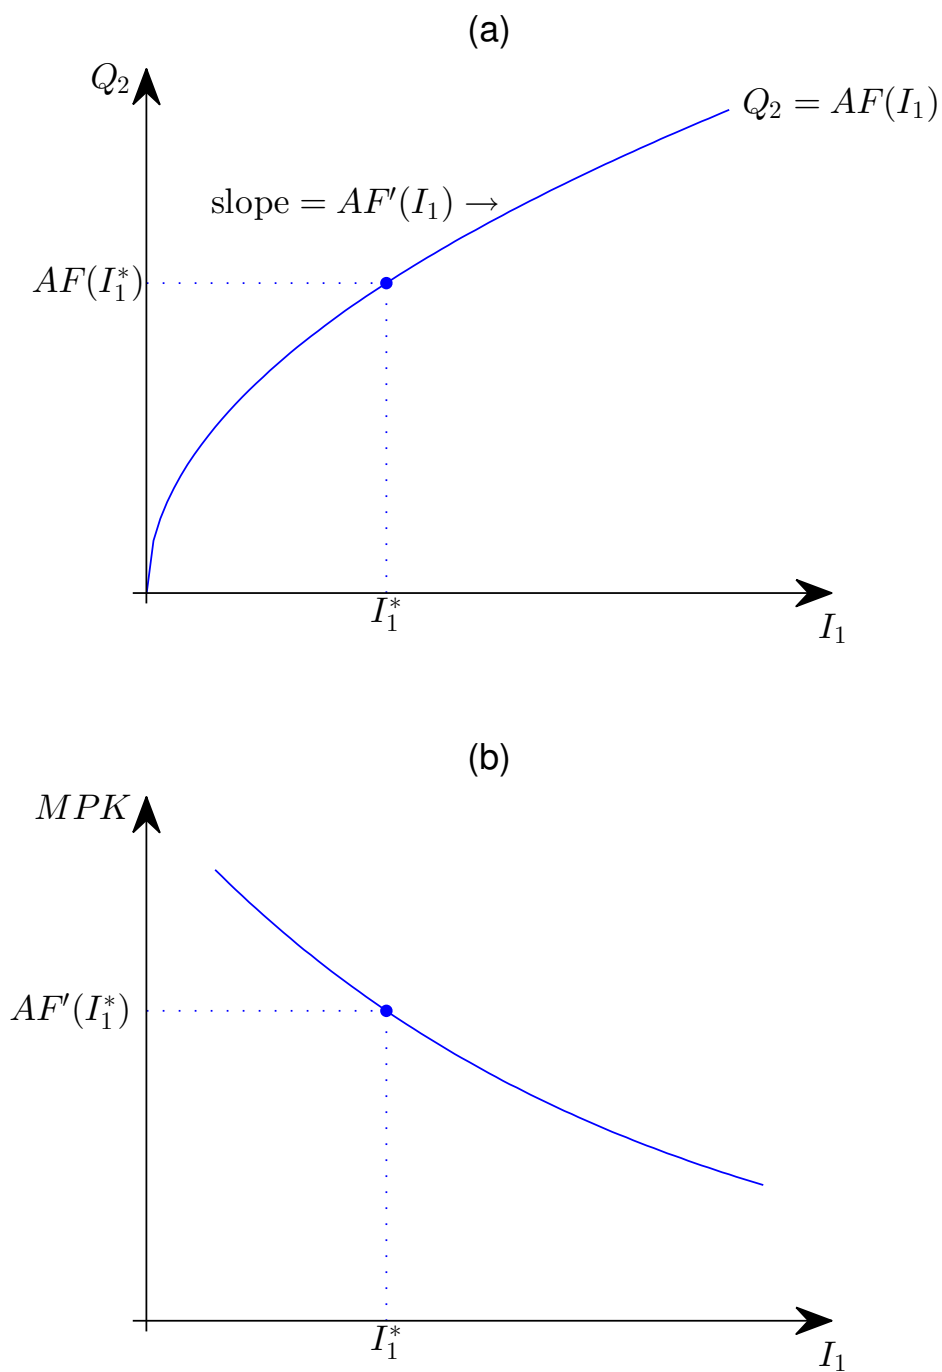 (a)
Q₂
Q₂ = AF(I₁)
slope = AF′(I₁) →
AF(I₁*)
I₁*
I₁
(b)
MPK
AF′(I₁*)
I₁*
I₁